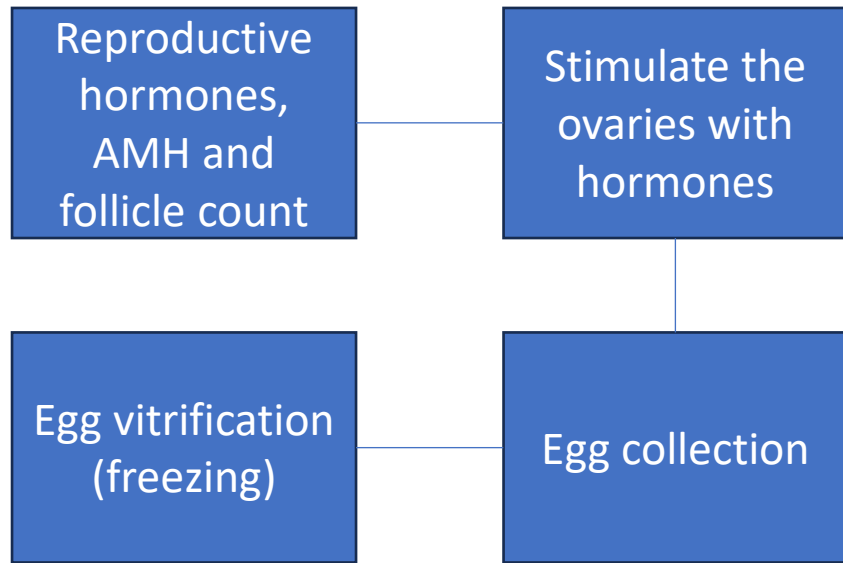 Reproductive
hormones,
AMH and
follicle count
Stimulate the
ovaries with
hormones
Egg collection
Egg vitrification
(freezing)